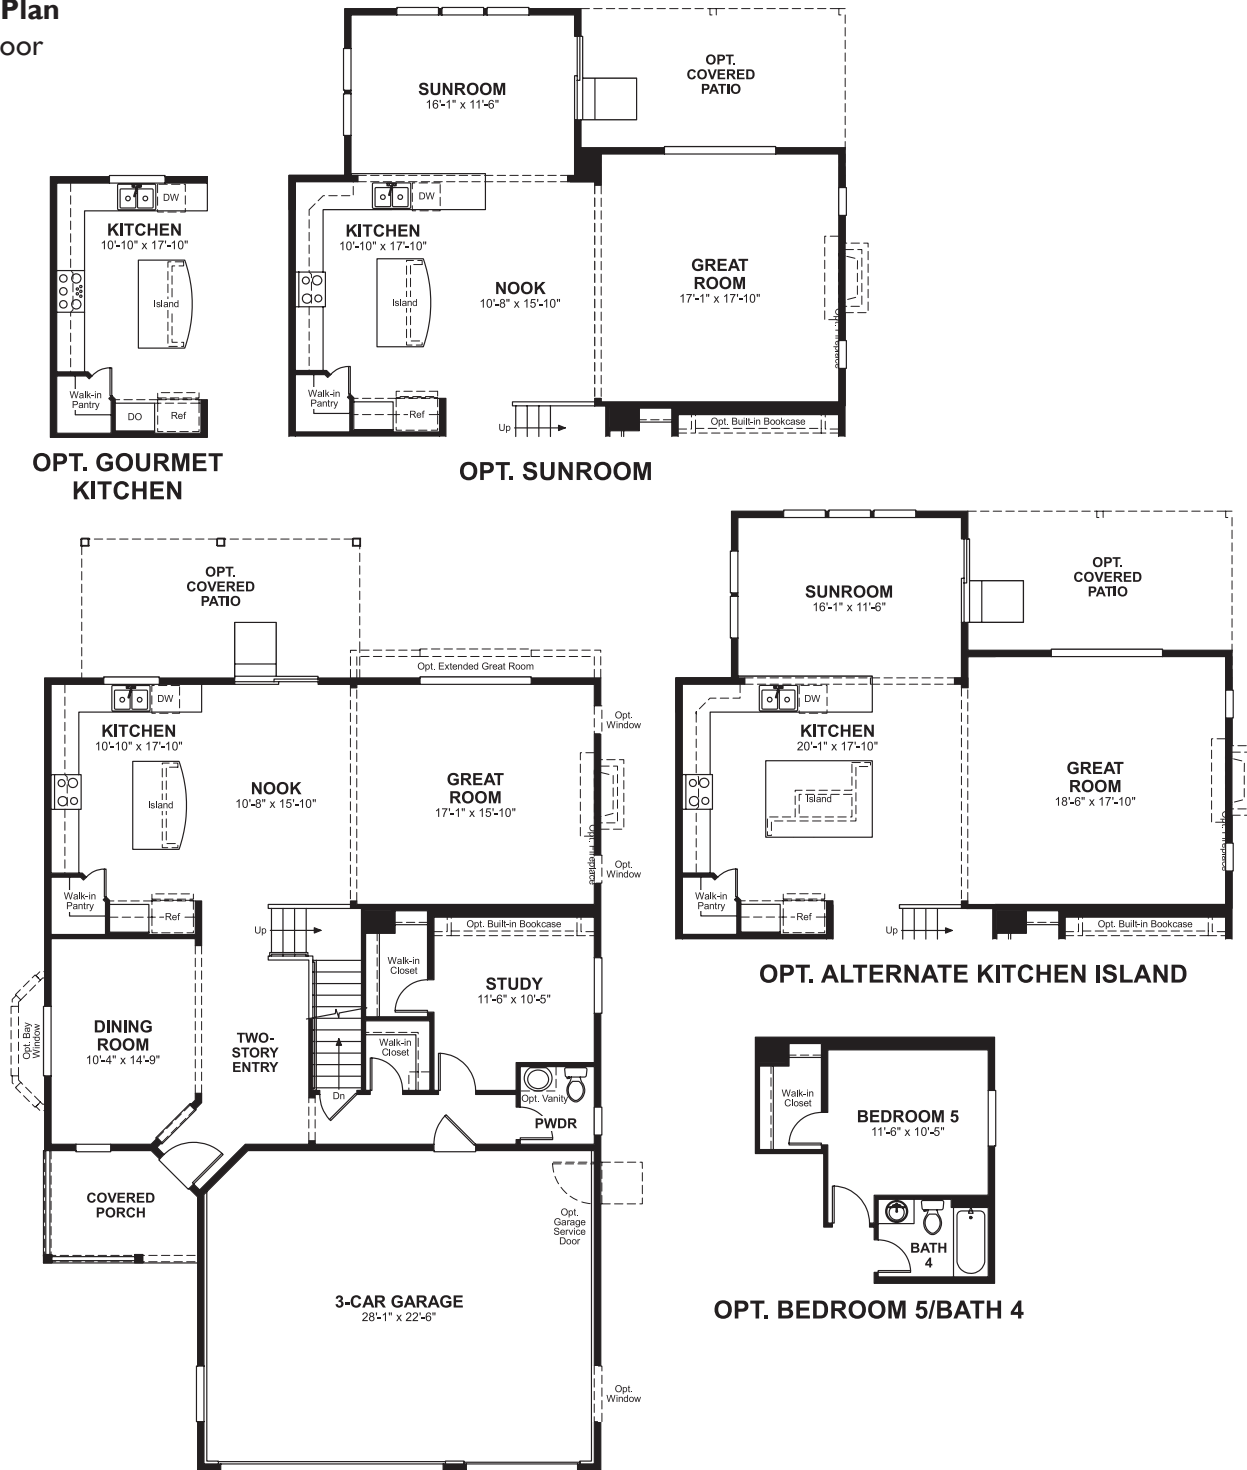 Plan
oor
SUNROOM
16'-1" x 11'-6"
OPT.
COVERED
PATIO
DW
KITCHEN
10'-10" x 17'-10"
Island
Walk-in
Pantry
DO
Ref
OPT. GOURMET
KITCHEN
DW
KITCHEN
10'-10" x 17'-10"
Island
NOOK
10'-8" x 15'-10"
GREAT
ROOM
17'-1" x 17'-10"
Opt. Fireplace
Walk-in
Pantry
Ref
Up
Opt. Built-in Bookcase
OPT. SUNROOM
OPT.
COVERED
PATIO
Opt. Extended Great Room
DW
KITCHEN
10'-10" x 17'-10"
Island
NOOK
10'-8" x 15'-10"
GREAT
ROOM
17'-1" x 15'-10"
Opt.
Window
Opt. Fireplace
Opt.
Window
Walk-in
Pantry
Ref
Up
Opt. Built-in Bookcase
Walk-in
Closet
STUDY
11'-6" x 10'-5"
Opt. Bay
Window
DINING
ROOM
10'-4" x 14'-9"
TWO-
STORY
ENTRY
Walk-in
Closet
Dn
Opt. Vanity
PWDR
COVERED
PORCH
Opt.
Garage
Service
Door
3-CAR GARAGE
28'-1" x 22'-6"
Opt.
Window
SUNROOM
16'-1" x 11'-6"
OPT.
COVERED
PATIO
DW
KITCHEN
20'-1" x 17'-10"
Island
GREAT
ROOM
18'-6" x 17'-10"
Opt. Fireplace
Walk-in
Pantry
Ref
Up
Opt. Built-in Bookcase
OPT. ALTERNATE KITCHEN ISLAND
Walk-in
Closet
BEDROOM 5
11'-6" x 10'-5"
BATH
4
OPT. BEDROOM 5/BATH 4